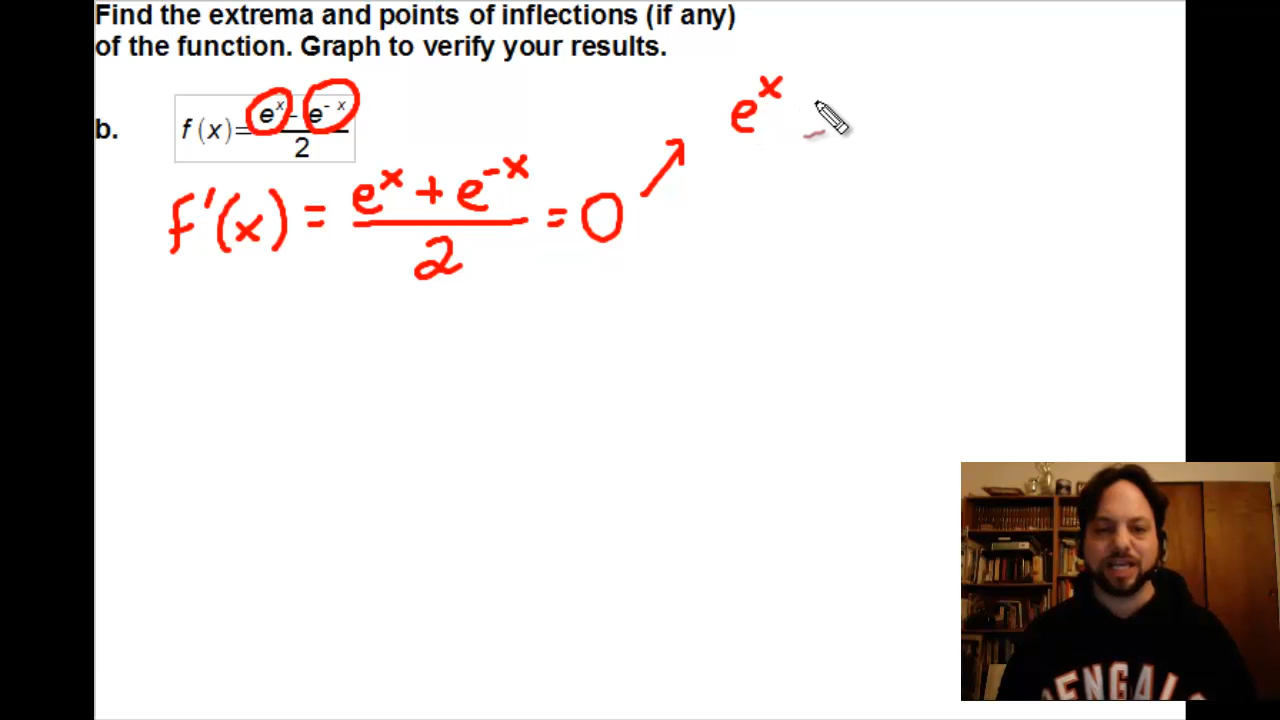 Find the extrema and points of inflections (if any)
of the function. Graph to verify your results.
b. f(x)=(e^x - e^-x)/2
f'(x) = (e^x + e^-x)/2 = 0 ↗ e^x
ENGALS